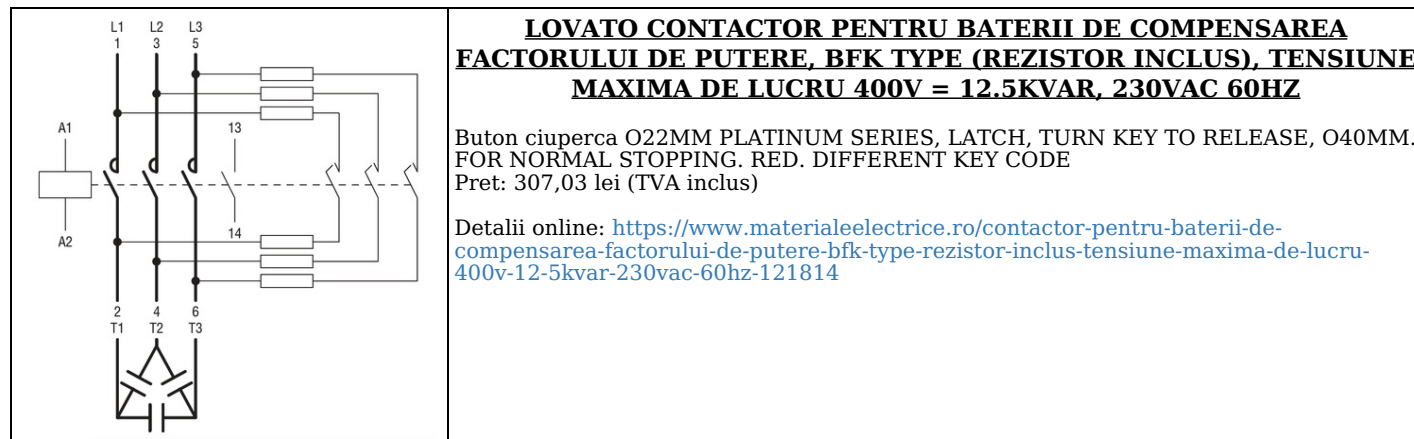 L1 L2 L3
1 3 5
A1
13
14
A2
2 4 6
T1 T2 T3
LOVATO CONTACTOR PENTRU BATERII DE COMPENSAREA
FACTORULUI DE PUTERE, BFK TYPE (REZISTOR INCLUS), TENSIUNE
MAXIMA DE LUCRU 400V = 12.5KVAR, 230VAC 60HZ
Buton ciuperca O22MM PLATINUM SERIES, LATCH, TURN KEY TO RELEASE, O40MM.
FOR NORMAL STOPPING. RED. DIFFERENT KEY CODE
Pret: 307,03 lei (TVA inclus)
Detalii online: https://www.materialeelectrice.ro/contactor-pentru-baterii-de-
compensarea-factorului-de-putere-bfk-type-rezistor-inclus-tensiune-maxima-de-lucru-
400v-12-5kvar-230vac-60hz-121814